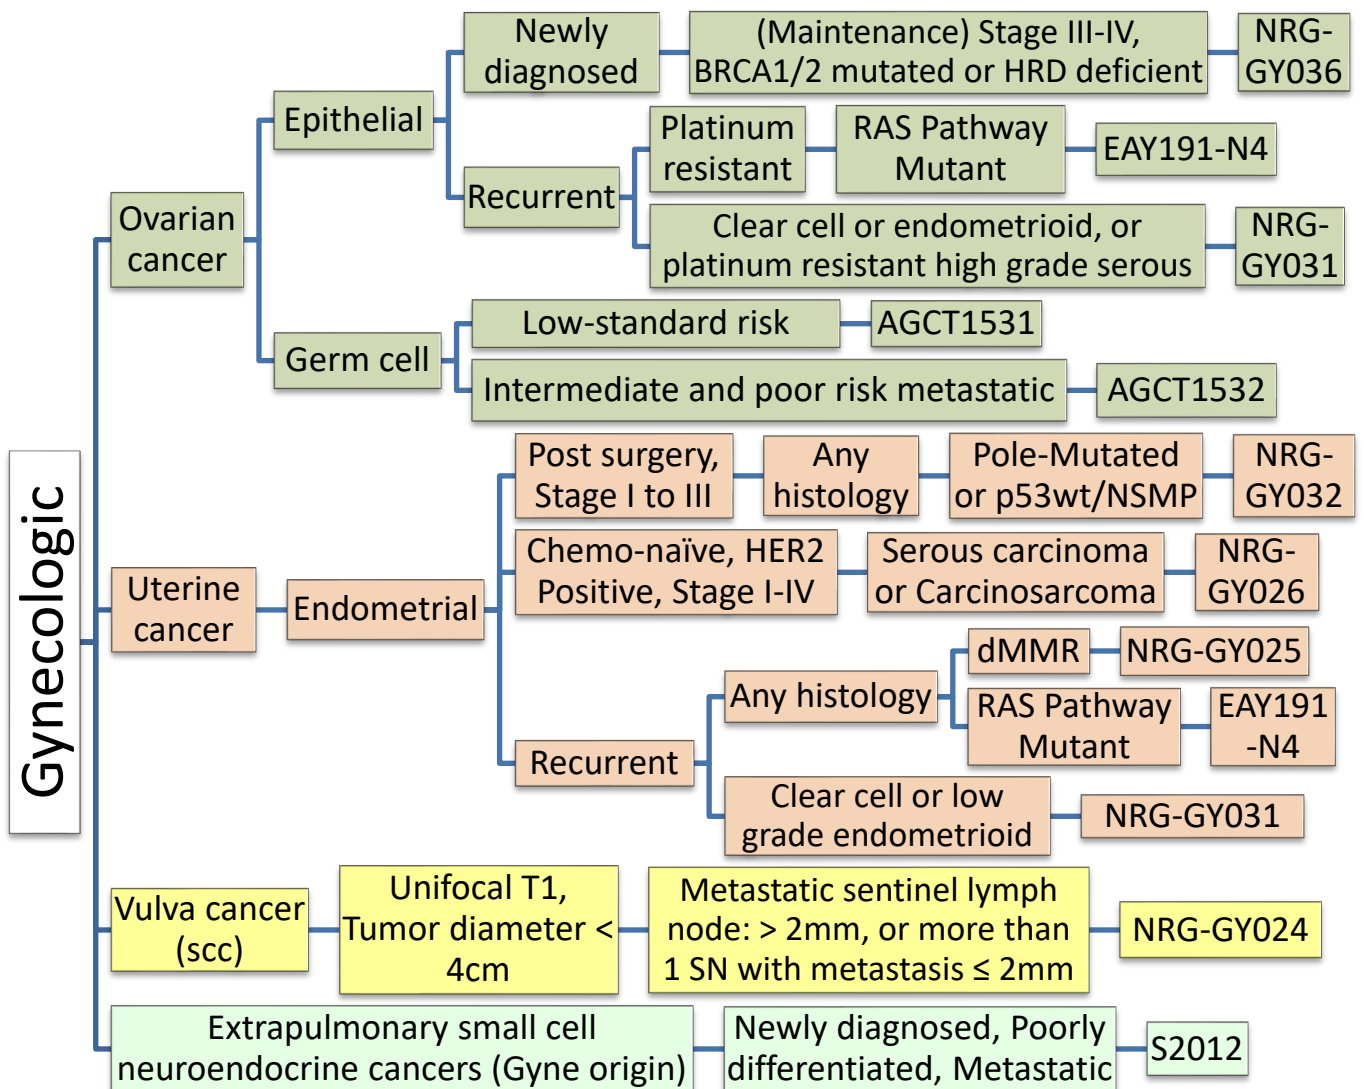 Gynecologic
Ovarian
cancer
Epithelial
Newly
diagnosed
(Maintenance) Stage III-IV,
BRCA1/2 mutated or HRD deficient
NRG-
GY036
Recurrent
Platinum
resistant
RAS Pathway
Mutant
EAY191-N4
Clear cell or endometrioid, or
platinum resistant high grade serous
NRG-
GY031
Germ cell
Low-standard risk
AGCT1531
Intermediate and poor risk metastatic
AGCT1532
Uterine
cancer
Endometrial
Post surgery,
Stage I to III
Any
histology
Pole-Mutated
or p53wt/NSMP
NRG-
GY032
Chemo-naïve, HER2
Positive, Stage I-IV
Serous carcinoma
or Carcinosarcoma
NRG-
GY026
Recurrent
Any histology
dMMR
NRG-GY025
RAS Pathway
Mutant
EAY191
-N4
Clear cell or low
grade endometrioid
NRG-GY031
Vulva cancer
(scc)
Unifocal T1,
Tumor diameter <
4cm
Metastatic sentinel lymph
node: > 2mm, or more than
1 SN with metastasis ≤ 2mm
NRG-GY024
Extrapulmonary small cell
neuroendocrine cancers (Gyne origin)
Newly diagnosed, Poorly
differentiated, Metastatic
S2012